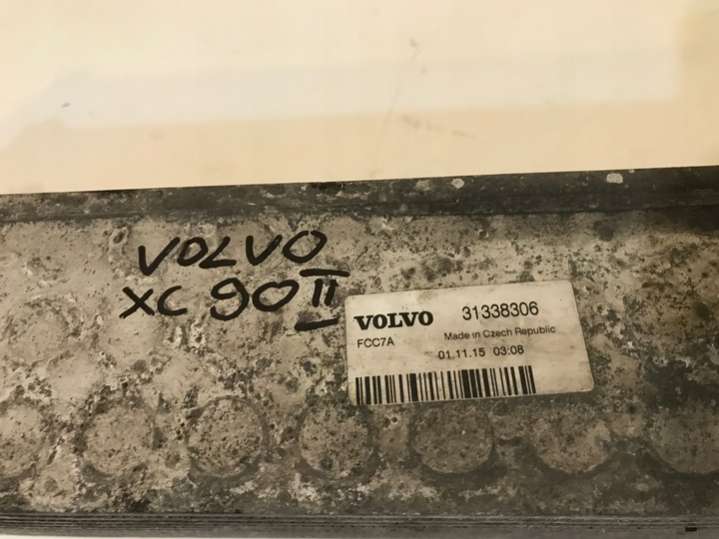 VOLVO
XC 90 II
VOLVO 31338306
FCC7A Made in Czech Republic
01.11.15 03:08